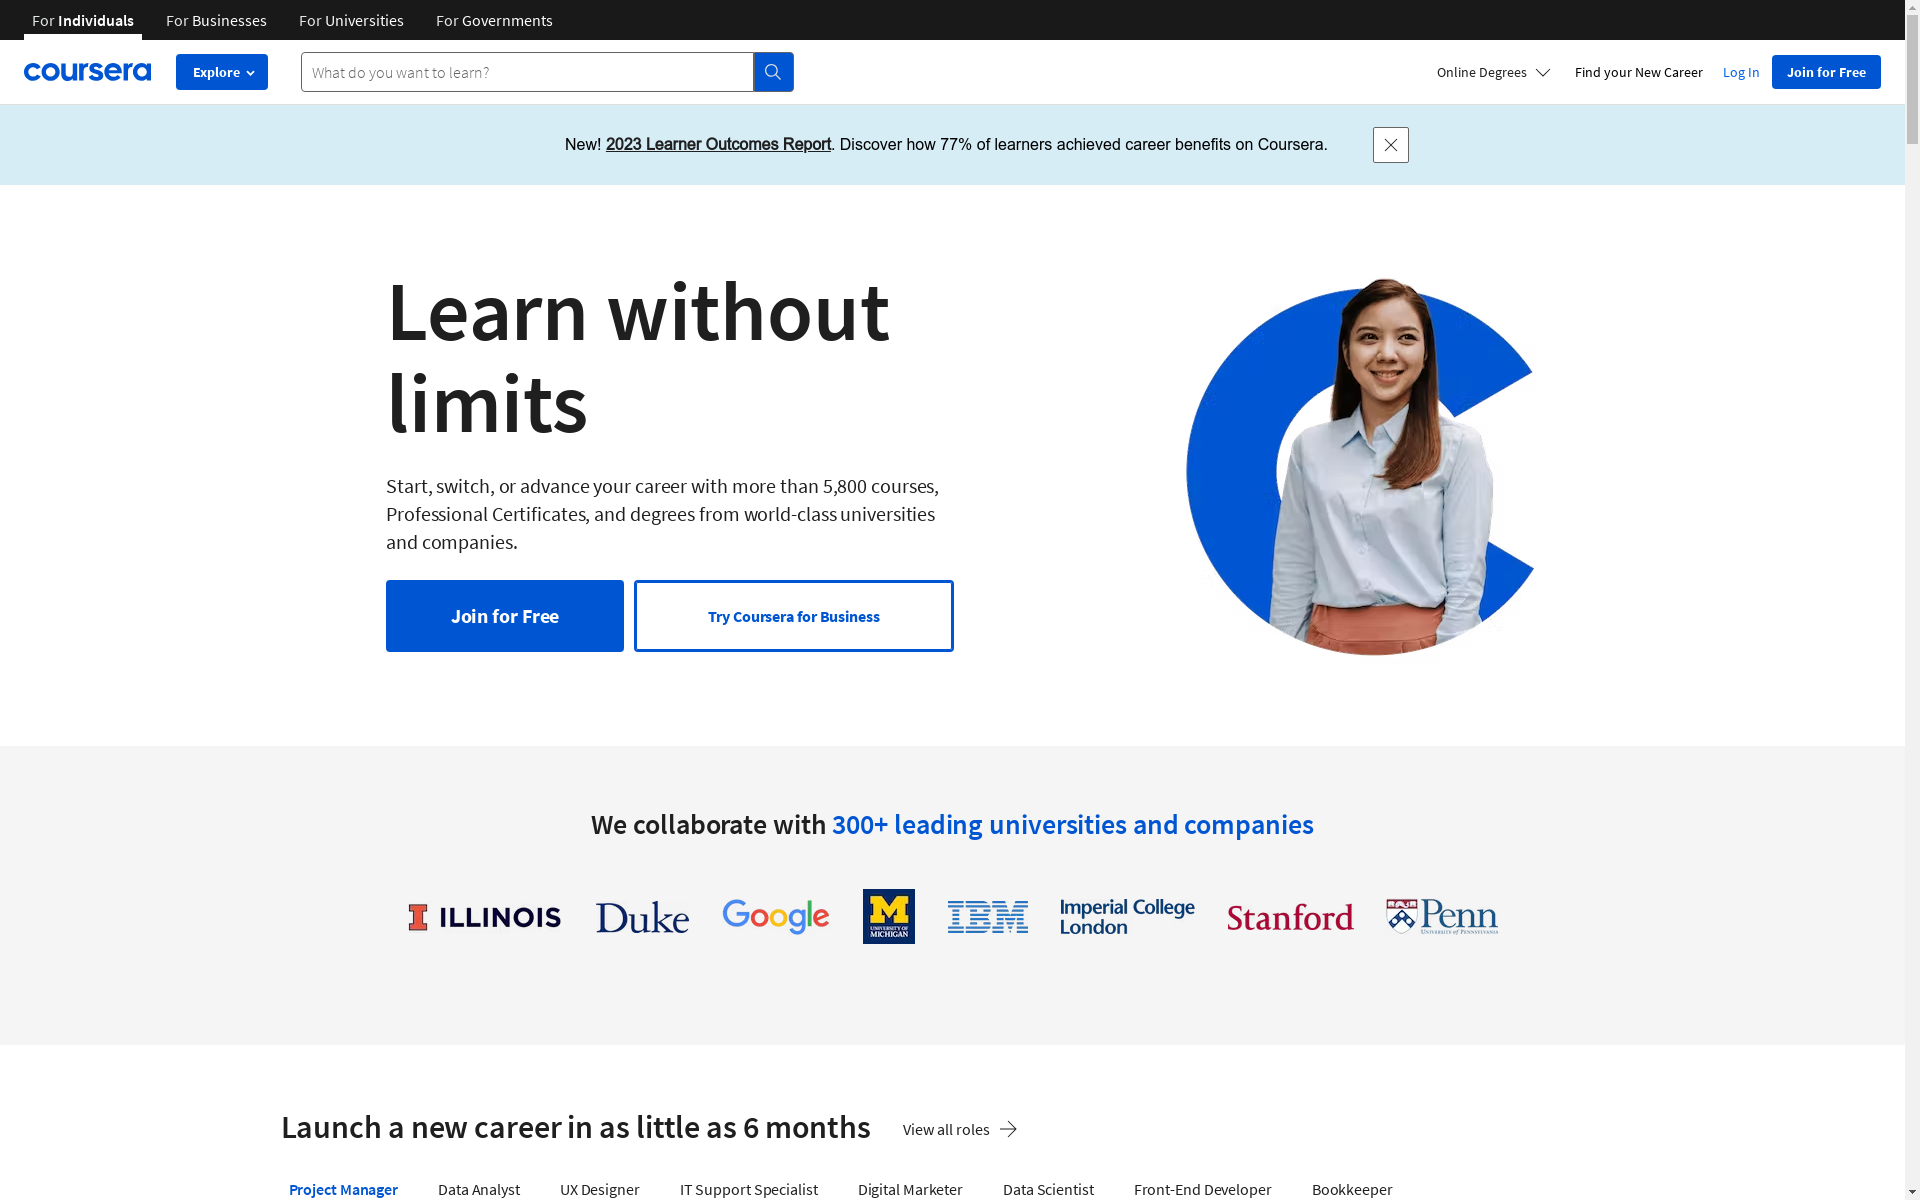 For Individuals
For Businesses
For Universities
For Governments
coursera
Explore
What do you want to learn?
Online Degrees
Find your New Career
Log In
Join for Free
New! 2023 Learner Outcomes Report. Discover how 77% of learners achieved career benefits on Coursera.
Learn without
limits
Start, switch, or advance your career with more than 5,800 courses,
Professional Certificates, and degrees from world-class universities
and companies.
Join for Free
Try Coursera for Business
We collaborate with 300+ leading universities and companies
I ILLINOIS
Duke
Google
M
UNIVERSITY OF
MICHIGAN
IBM
Imperial College
London
Stanford
Penn
UNIVERSITY OF PENNSYLVANIA
Launch a new career in as little as 6 months
View all roles
Project Manager
Data Analyst
UX Designer
IT Support Specialist
Digital Marketer
Data Scientist
Front-End Developer
Bookkeeper